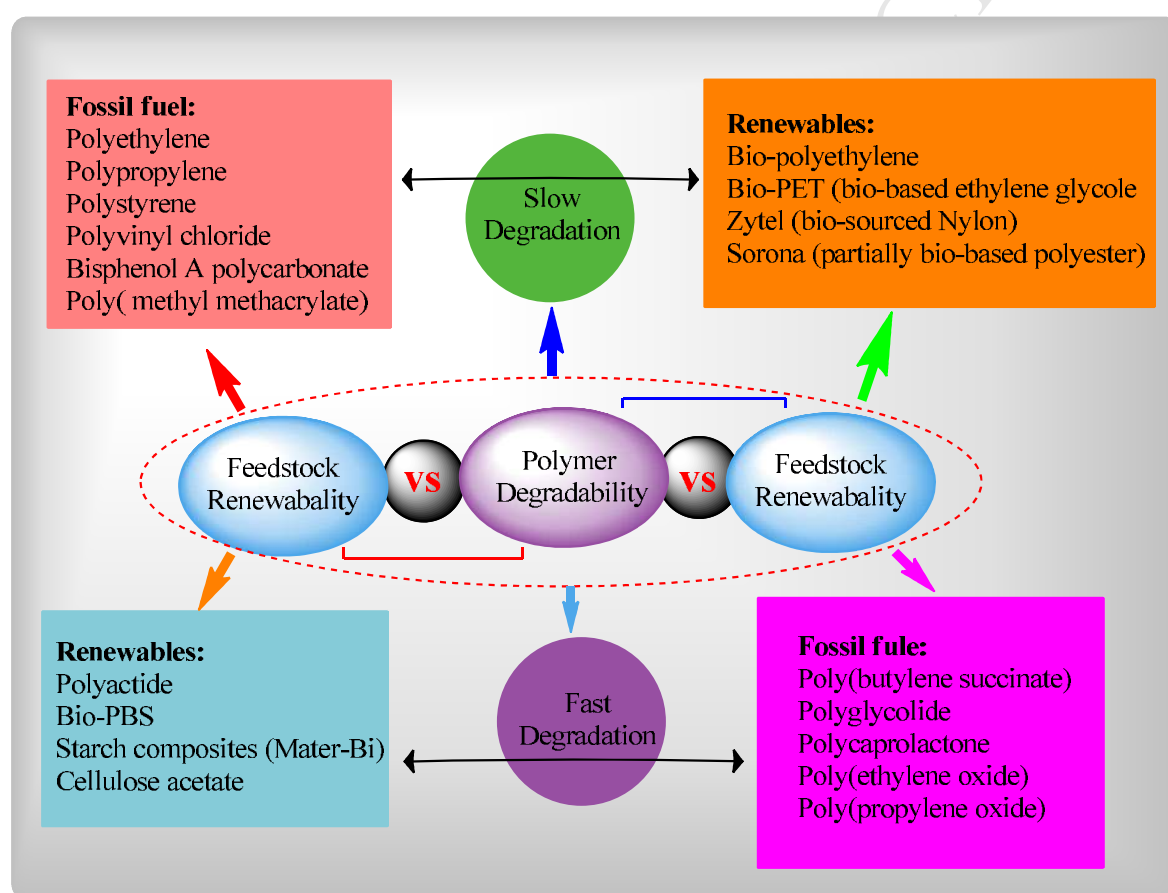 Fossil fuel:
Polyethylene
Polypropylene
Polystyrene
Polyvinyl chloride
Bisphenol A polycarbonate
Poly( methyl methacrylate)
Slow
Degradation
Renewables:
Bio-polyethylene
Bio-PET (bio-based ethylene glycole
Zytel (bio-sourced Nylon)
Sorona (partially bio-based polyester)
Feedstock
Renewabality
vs
Polymer
Degradability
vs
Feedstock
Renewabality
Renewables:
Polyactide
Bio-PBS
Starch composites (Mater-Bi)
Cellulose acetate
Fast
Degradation
Fossil fule:
Poly(butylene succinate)
Polyglycolide
Polycaprolactone
Poly(ethylene oxide)
Poly(propylene oxide)